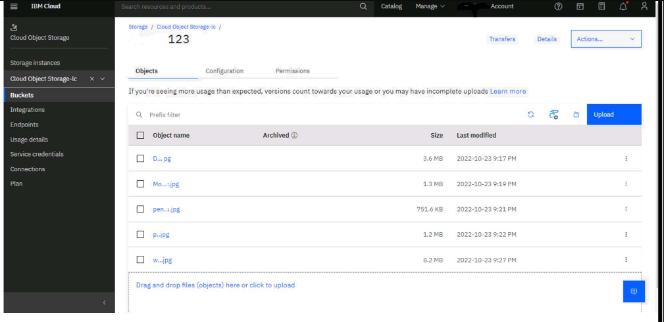 IBM Cloud
Search resources and products...
Catalog
Manage
Account
Cloud Object Storage
Storage instances
Cloud Object Storage-lc
Buckets
Integrations
Endpoints
Usage details
Service credentials
Connections
Plan
Storage / Cloud Object Storage-lc /
123
Transfers
Details
Actions...
Objects
Configuration
Permissions
If you're seeing more usage than expected, versions count towards your usage or you may have incomplete uploads Learn more
Prefix filter
Upload
Object name Archived Size Last modified
D... pg 3.6 MB 2022-10-23 9:17 PM
Mo...jpg 1.3 MB 2022-10-23 9:19 PM
pen...jpg 751.6 KB 2022-10-23 9:21 PM
p...jpg 1.2 MB 2022-10-23 9:22 PM
w...jpg 6.2 MB 2022-10-23 9:27 PM
Drag and drop files (objects) here or click to upload